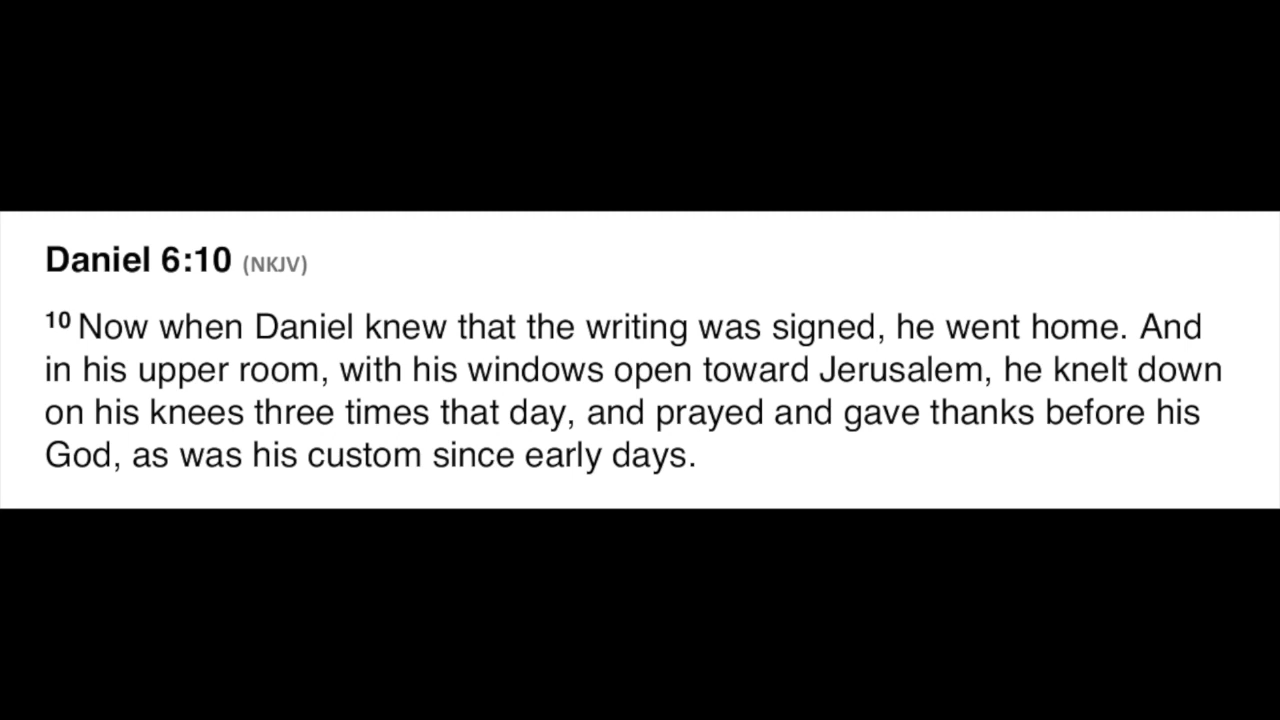 Daniel 6:10 (NKJV)
10 Now when Daniel knew that the writing was signed, he went home. And
in his upper room, with his windows open toward Jerusalem, he knelt down
on his knees three times that day, and prayed and gave thanks before his
God, as was his custom since early days.